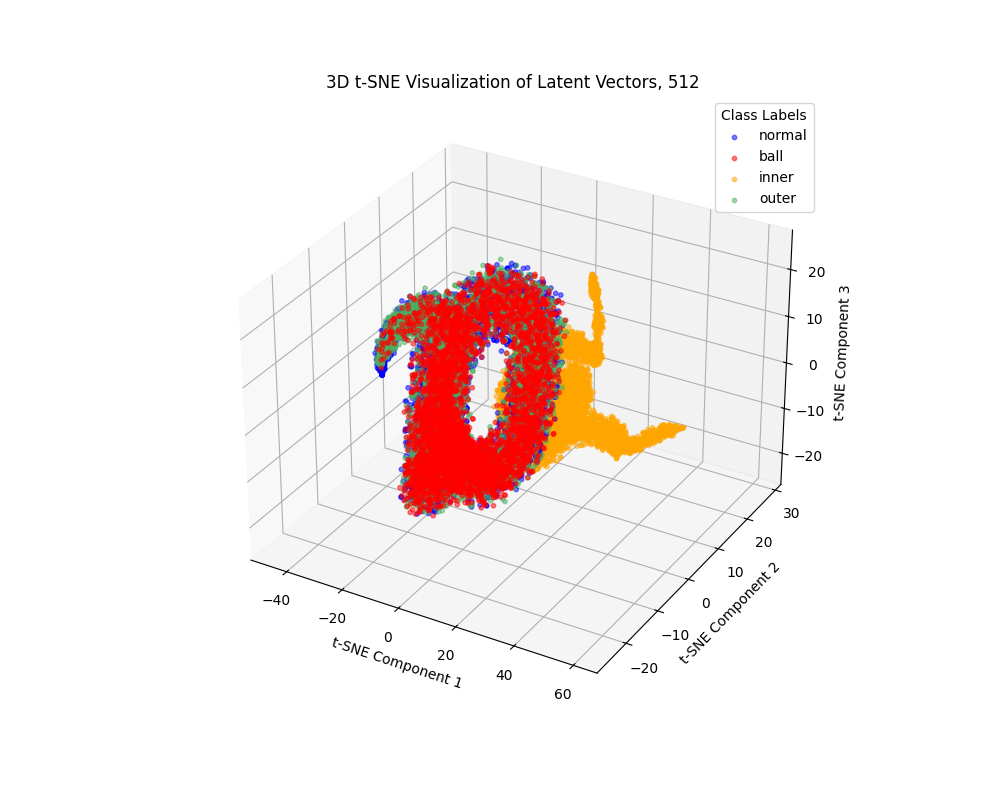 3D t-SNE Visualization of Latent Vectors, 512
Class Labels
normal
ball
inner
outer
20
10
0
−10
−20
t-SNE Component 3
30
20
10
0
−10
−20
t-SNE Component 2
−40
−20
0
20
40
60
t-SNE Component 1